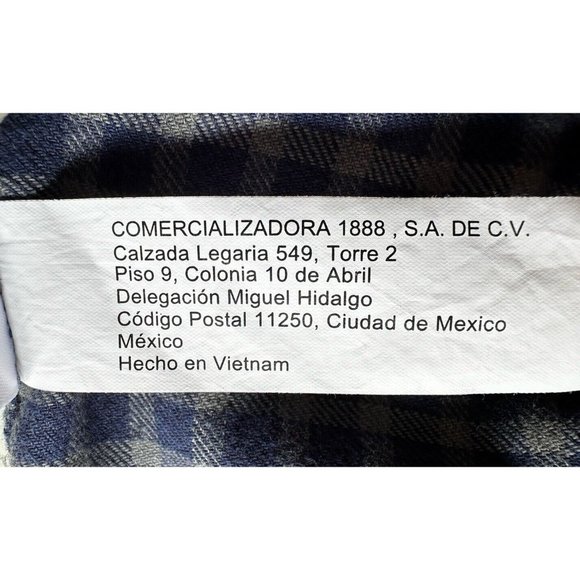 COMERCIALIZADORA 1888 , S.A. DE C.V.
Calzada Legaria 549, Torre 2
Piso 9, Colonia 10 de Abril
Delegación Miguel Hidalgo
Código Postal 11250, Ciudad de Mexico
México
Hecho en Vietnam